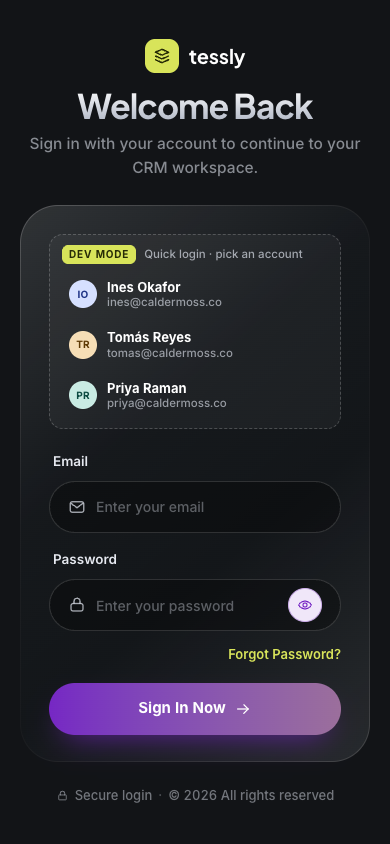 tessly
Welcome Back
Sign in with your account to continue to your
CRM workspace.
DEV MODE Quick login · pick an account
IO Ines Okafor
ines@caldermoss.co
TR Tomás Reyes
tomas@caldermoss.co
PR Priya Raman
priya@caldermoss.co
Email
Enter your email
Password
Enter your password
Forgot Password?
Sign In Now →
Secure login · © 2026 All rights reserved